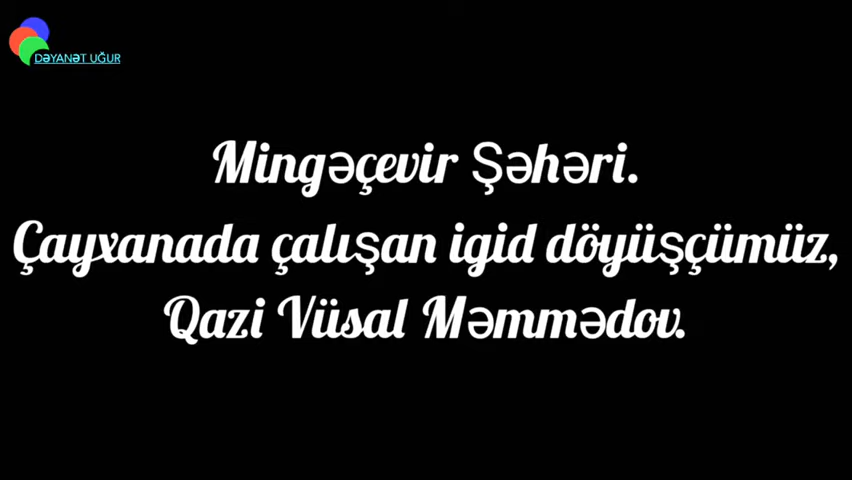 DƏYANƏT UĞUR
Mingəçevir Şəhəri.
Çayxanada çalışan igid döyüşçümüz,
Qazi Vüsal Məmmədov.